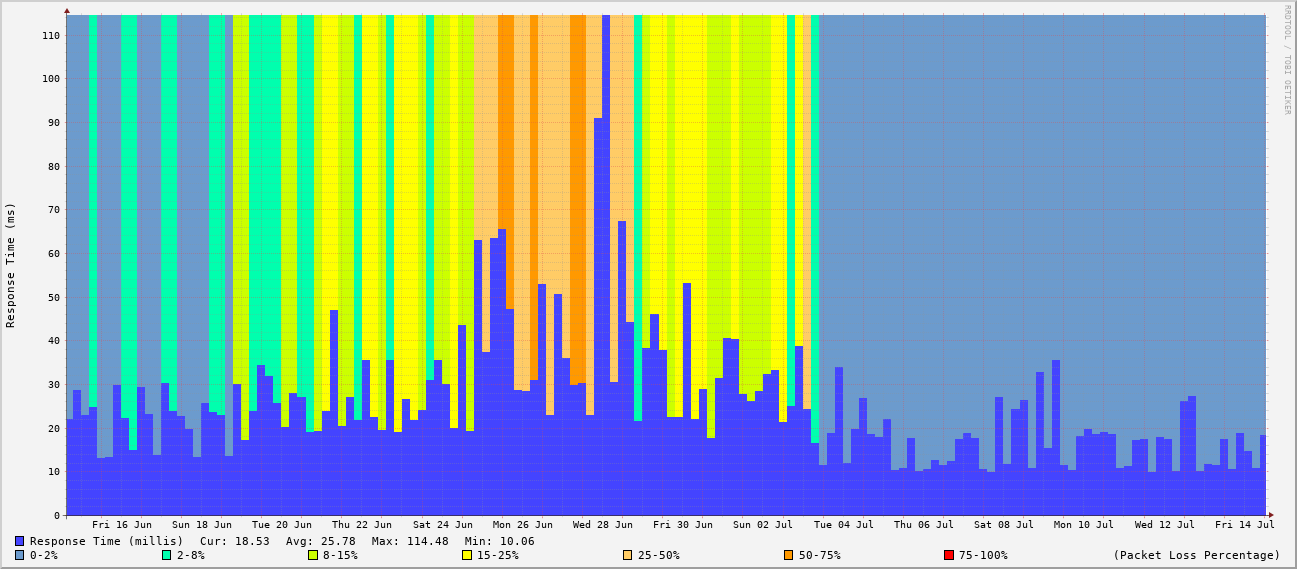 RRDTOOL / TOBI OETIKER
Response Time (ms)
110
100
90
80
70
60
50
40
30
20
10
0
Fri 16 Jun Sun 18 Jun Tue 20 Jun Thu 22 Jun Sat 24 Jun Mon 26 Jun Wed 28 Jun Fri 30 Jun Sun 02 Jul Tue 04 Jul Thu 06 Jul Sat 08 Jul Mon 10 Jul Wed 12 Jul Fri 14 Jul
Response Time (millis) Cur: 18.53 Avg: 25.78 Max: 114.48 Min: 10.06
0-2% 2-8% 8-15% 15-25% 25-50% 50-75% 75-100% (Packet Loss Percentage)